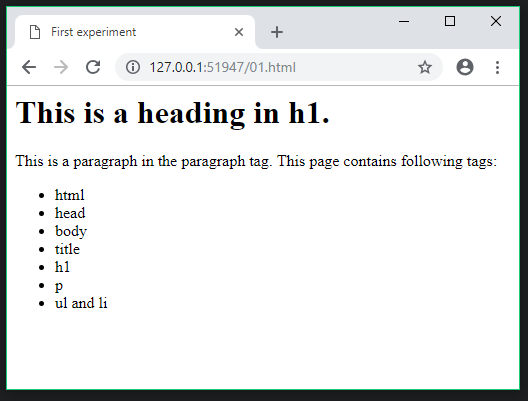 First experiment
127.0.0.1:51947/01.html
This is a heading in h1.
This is a paragraph in the paragraph tag. This page contains following tags:
html
head
body
title
h1
p
ul and li